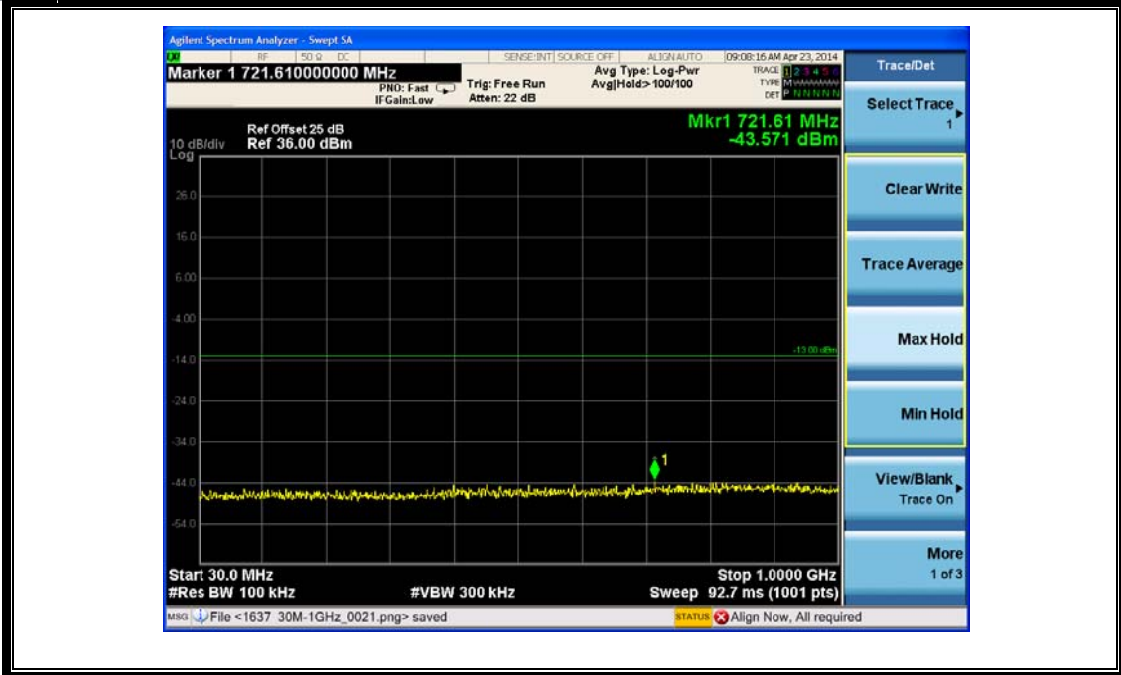 Agilent Spectrum Analyzer - Swept SA
RF 50 Ω DC SENSE:INT SOURCE OFF ALIGN AUTO 09:08:16 AM Apr 23, 2014
Marker 1 721.610000000 MHz
PNO: Fast
IFGain:Low
Trig: Free Run
Atten: 22 dB
Avg Type: Log-Pwr
Avg|Hold:>100/100
TRACE 1 2 3 4 5 6
TYPE M
DET P N N N N N
Mkr1 721.61 MHz
-43.571 dBm
Ref Offset 25 dB
10 dB/div Ref 36.00 dBm
Log
26.0
16.0
6.00
-4.00
-13.00 dBm
-14.0
-24.0
-34.0
1
-44.0
-54.0
Start 30.0 MHz Stop 1.0000 GHz
#Res BW 100 kHz #VBW 300 kHz Sweep 92.7 ms (1001 pts)
MSG File <1637 30M-1GHz_0021.png> saved STATUS Align Now, All required
Trace/Det
Select Trace
1
Clear Write
Trace Average
Max Hold
Min Hold
View/Blank
Trace On
More
1 of 3